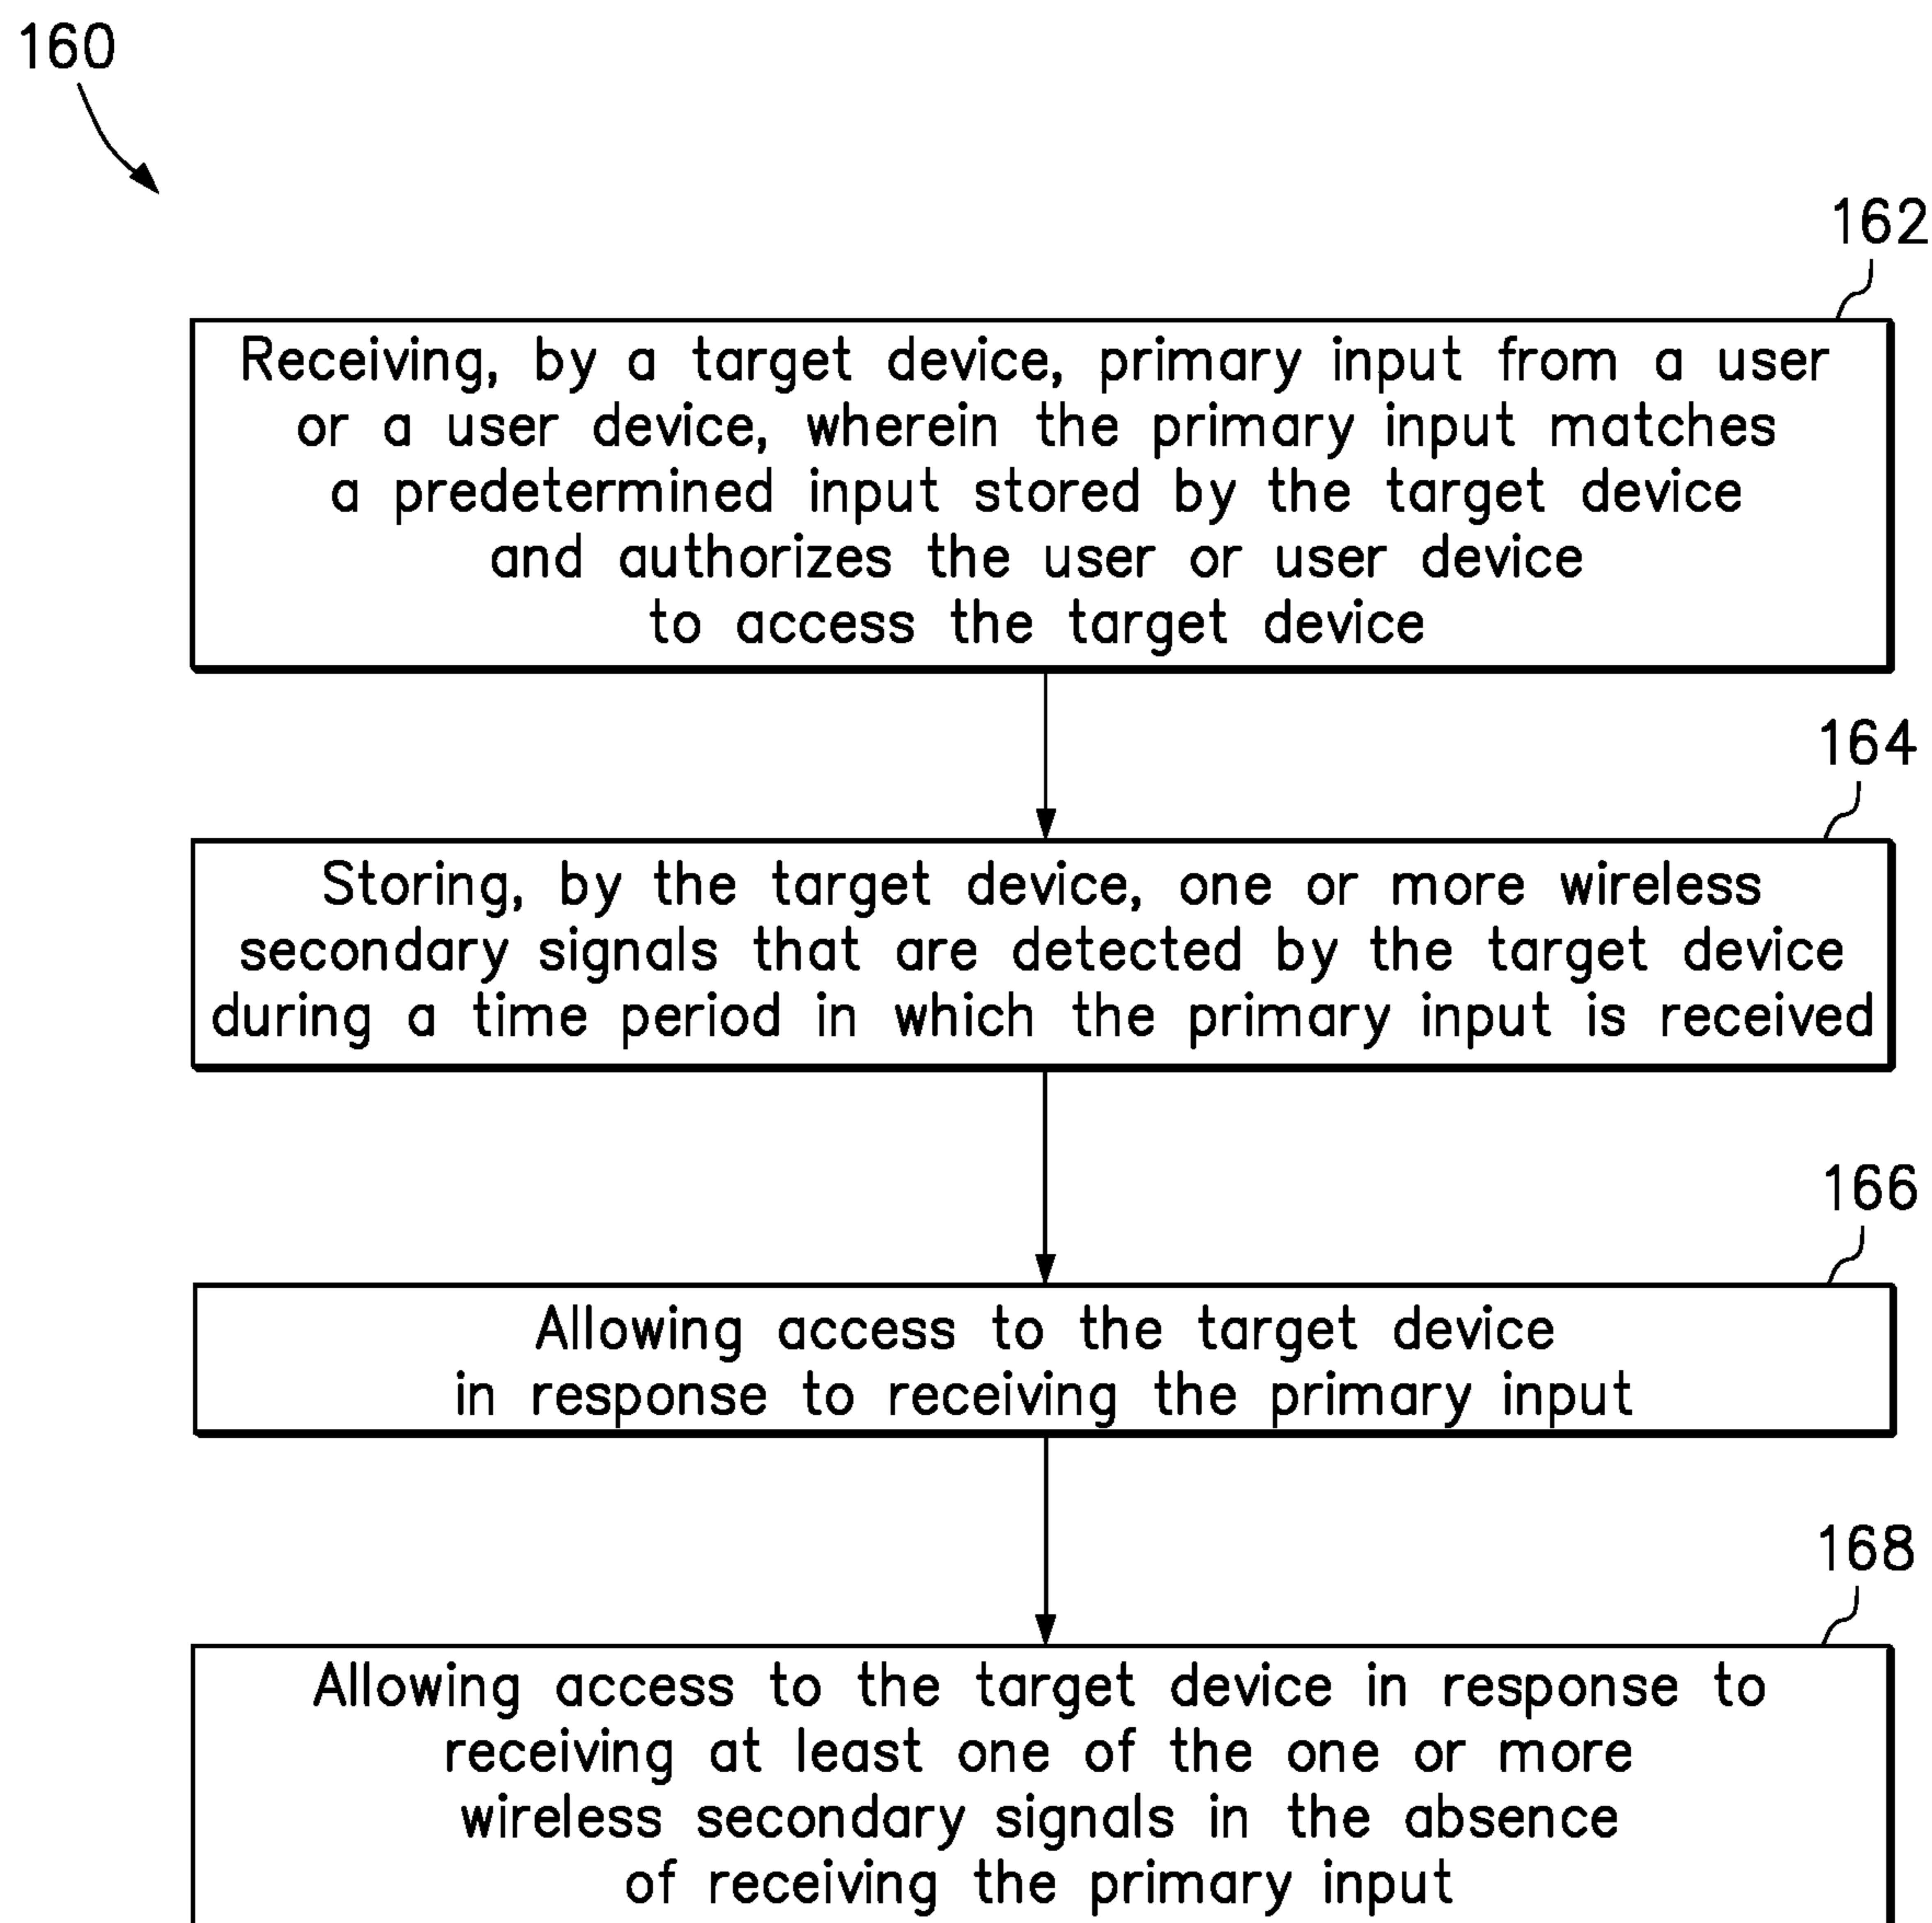 160
162
Receiving, by a target device, primary input from a user
or a user device, wherein the primary input matches
a predetermined input stored by the target device
and authorizes the user or user device
to access the target device
164
Storing, by the target device, one or more wireless
secondary signals that are detected by the target device
during a time period in which the primary input is received
166
Allowing access to the target device
in response to receiving the primary input
168
Allowing access to the target device in response to
receiving at least one of the one or more
wireless secondary signals in the absence
of receiving the primary input